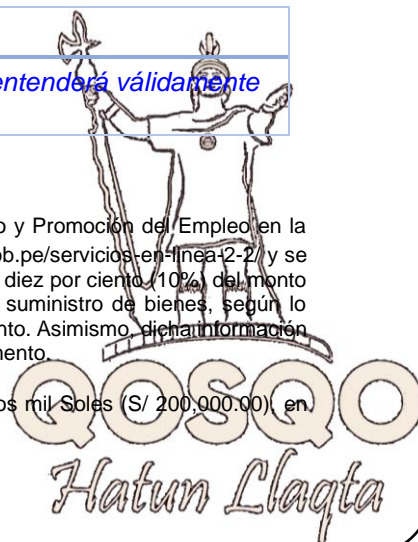 entenderá válidamente
o y Promoción del Empleo en la
ob.pe/servicios-en-linea-2-2/ y se
diez por ciento (10%) del monto
suministro de bienes, según lo
nto. Asimismo, dicha información
mento.
os mil Soles (S/ 200,000.00), en
QOSQO
Hatun Llaqta